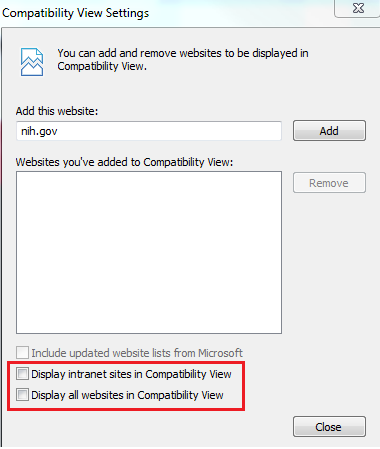 Compatibility View Settings
You can add and remove websites to be displayed in
Compatibility View.
Add this website:
nih.gov
Add
Websites you've added to Compatibility View:
Remove
Include updated website lists from Microsoft
Display intranet sites in Compatibility View
Display all websites in Compatibility View
Close